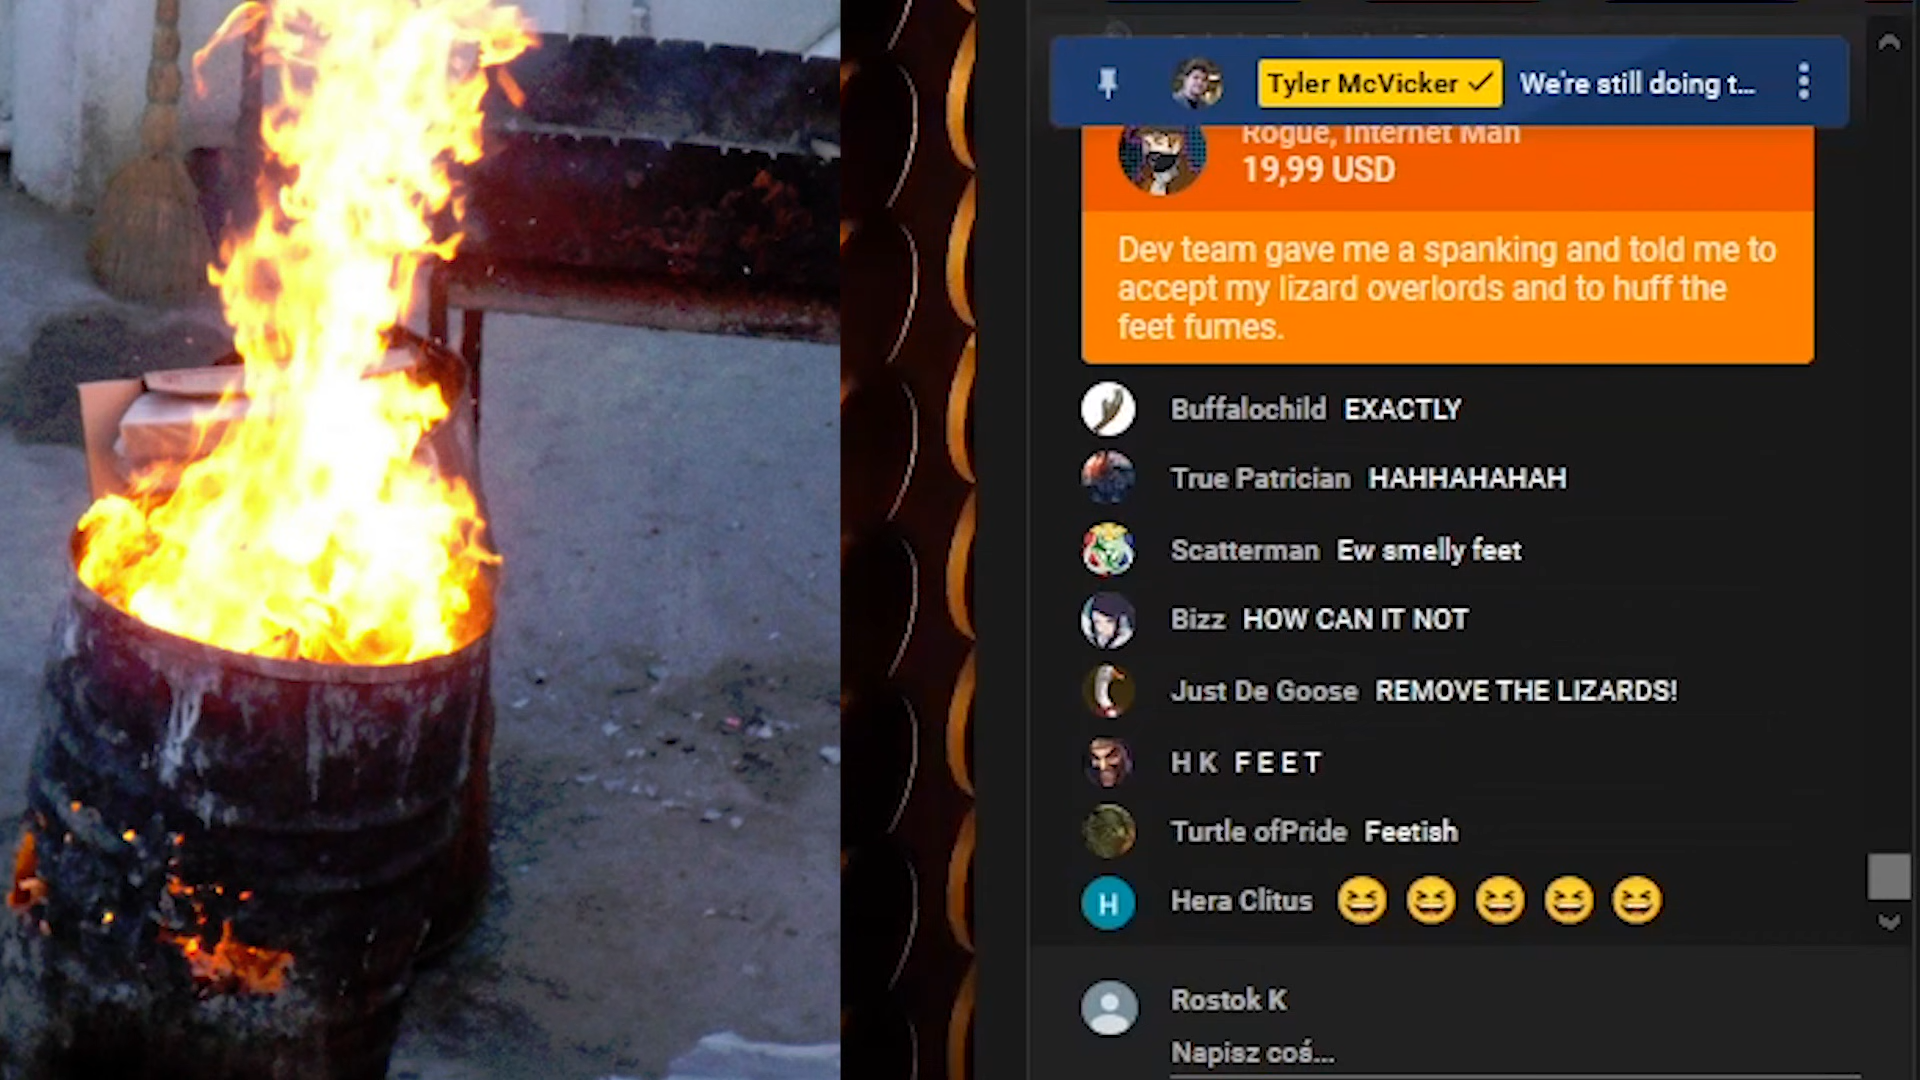 Tyler McVicker We're still doing t...
Rogue, Internet Man
19,99 USD
Dev team gave me a spanking and told me to
accept my lizard overlords and to huff the
feet fumes.
Buffalochild EXACTLY
True Patrician HAHHAHAHAH
Scatterman Ew smelly feet
Bizz HOW CAN IT NOT
Just De Goose REMOVE THE LIZARDS!
H K F E E T
Turtle ofPride Feetish
H
Hera Clitus 😆 😆 😆 😆 😆
Rostok K
Napisz coś...